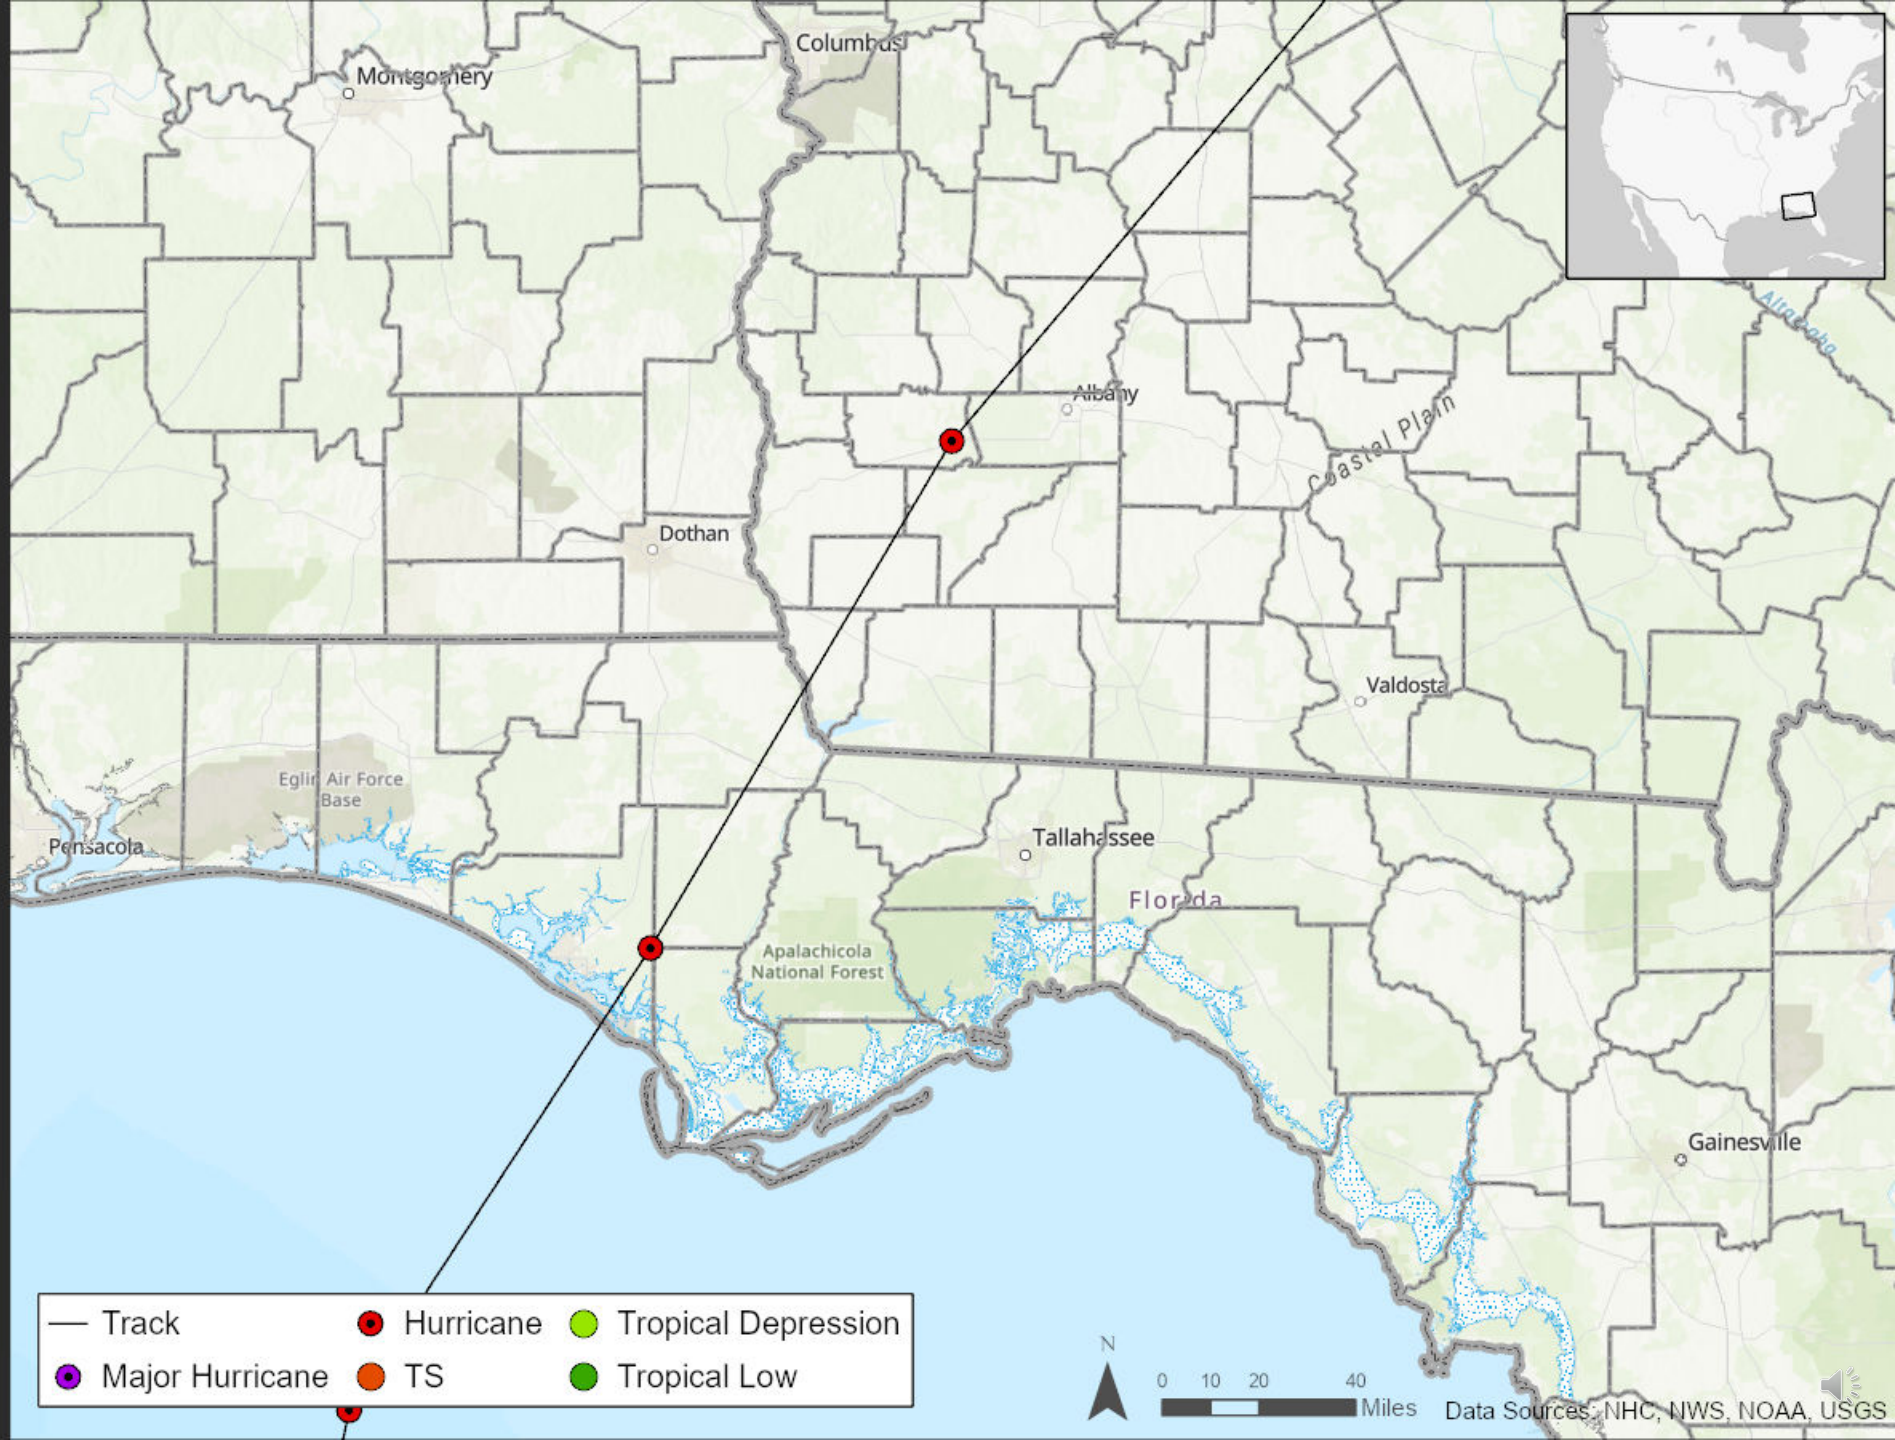 Columbus
Montgomery
Altamaha
Albany
Coastal Plain
Dothan
Valdosta
Eglin Air Force
Base
Pensacola
Tallahassee
Florida
Apalachicola
National Forest
Gainesville
Track
Hurricane
Tropical Depression
Major Hurricane
TS
Tropical Low
N
0 10 20 40
Miles
Data Sources: NHC, NWS, NOAA, USGS